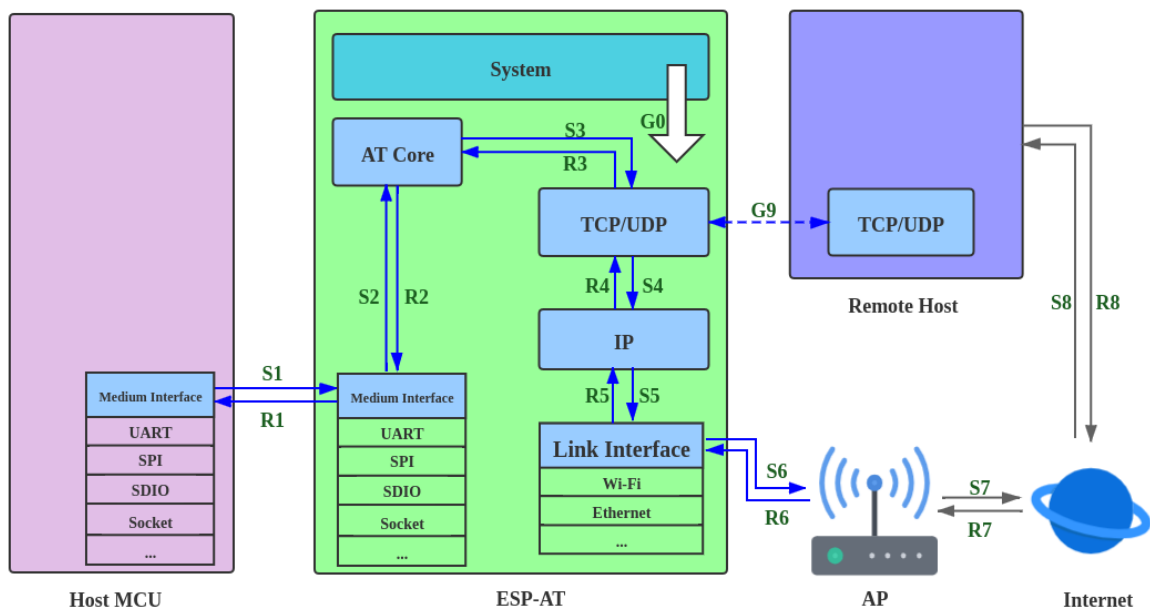 System
G0
S3
AT Core
R3
TCP/UDP
G9
TCP/UDP
S2
R2
R4
S4
Remote Host
S8
R8
IP
S1
Medium Interface
R1
Medium Interface
R5
S5
UART
UART
Link Interface
SPI
SPI
S6
SDIO
SDIO
Wi-Fi
S7
Socket
Socket
Ethernet
R6
R7
...
...
...
Host MCU
ESP-AT
AP
Internet